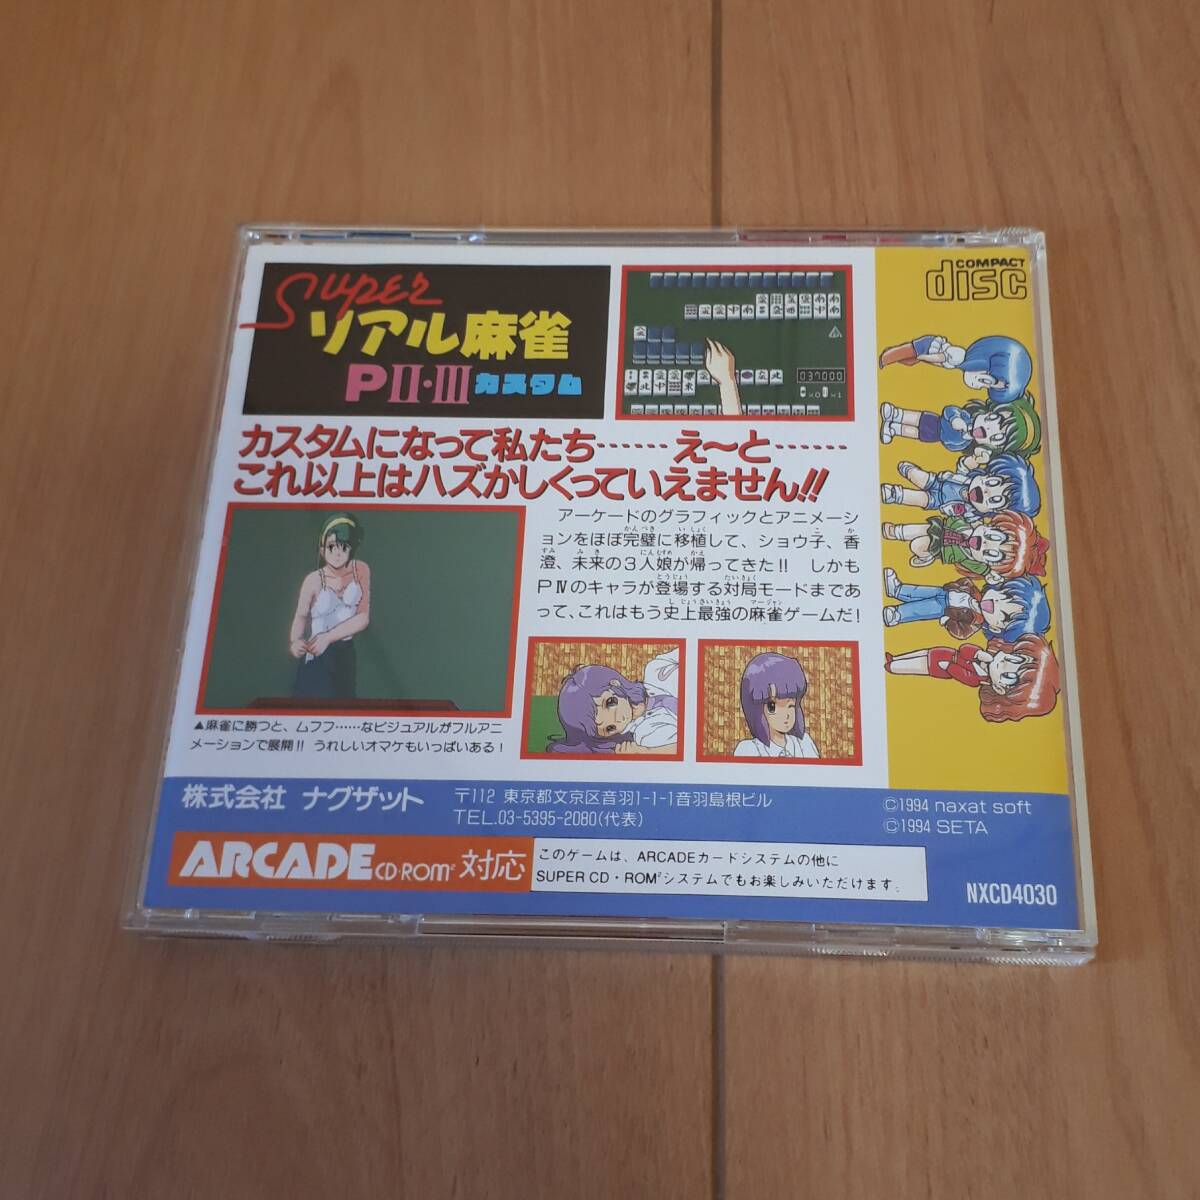 Super
リアル麻雀
PII・III カスタム
037000
×0 ×1
COMPACT
disc
カスタムになって私たち……え〜と……
これ以上はハズかしくっていえません!!
アーケードのグラフィックとアニメーシ
ョンをほぼ完璧に移植して、ショウ子、香
澄、未来の3人娘が帰ってきた!! しかも
PⅣのキャラが登場する対局モードまであ
って、これはもう史上最強の麻雀ゲームだ!
▲麻雀に勝つと、ムフフ……なビジュアルがフルアニ
メーションで展開!! うれしいオマケもいっぱいある!
株式会社 ナグザット
〒112 東京都文京区音羽1-1-1音羽島根ビル
TEL.03-5395-2080(代表)
©1994 naxat soft
©1994 SETA
ARCADE CD・ROM² 対応
このゲームは、ARCADEカードシステムの他に
SUPER CD・ROM²システムでもお楽しみいただけます。
NXCD4030